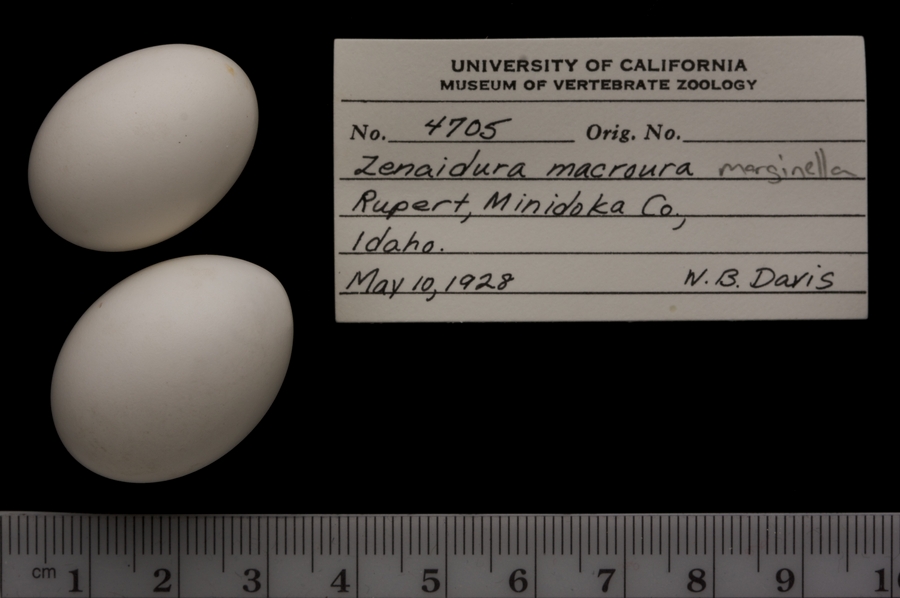 UNIVERSITY OF CALIFORNIA
MUSEUM OF VERTEBRATE ZOOLOGY
No. 4705 Orig. No.
Zenaidura macroura marginella
Rupert, Minidoka Co.,
Idaho.
May 10, 1928 W. B. Davis
cm 1 2 3 4 5 6 7 8 9 1